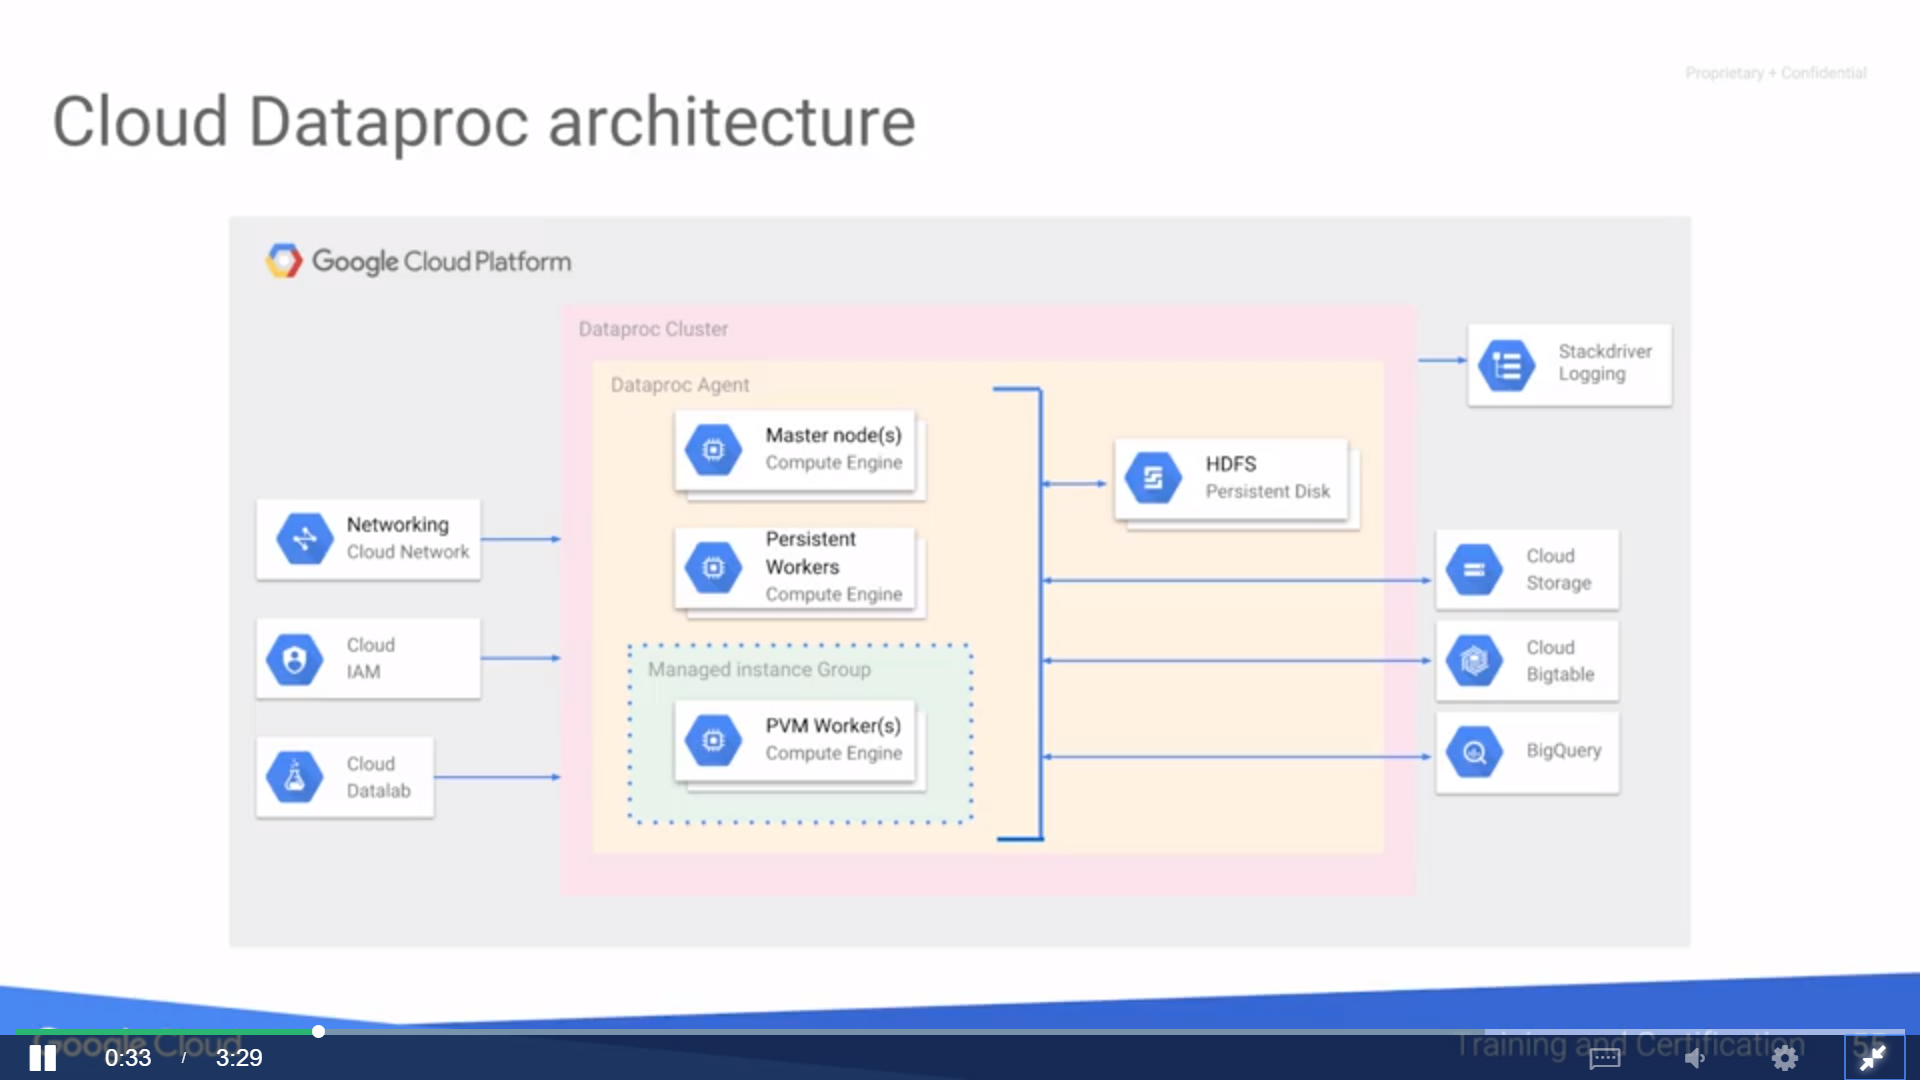 Proprietary + Confidential
Cloud Dataproc architecture
Google Cloud Platform
Dataproc Cluster
Dataproc Agent
Master node(s)
Compute Engine
Persistent
Workers
Compute Engine
Managed instance Group
PVM Worker(s)
Compute Engine
HDFS
Persistent Disk
Networking
Cloud Network
Cloud
IAM
Cloud
Datalab
Stackdriver
Logging
Cloud
Storage
Cloud
Bigtable
BigQuery
Google Cloud
Training and Certification
0:33 / 3:29